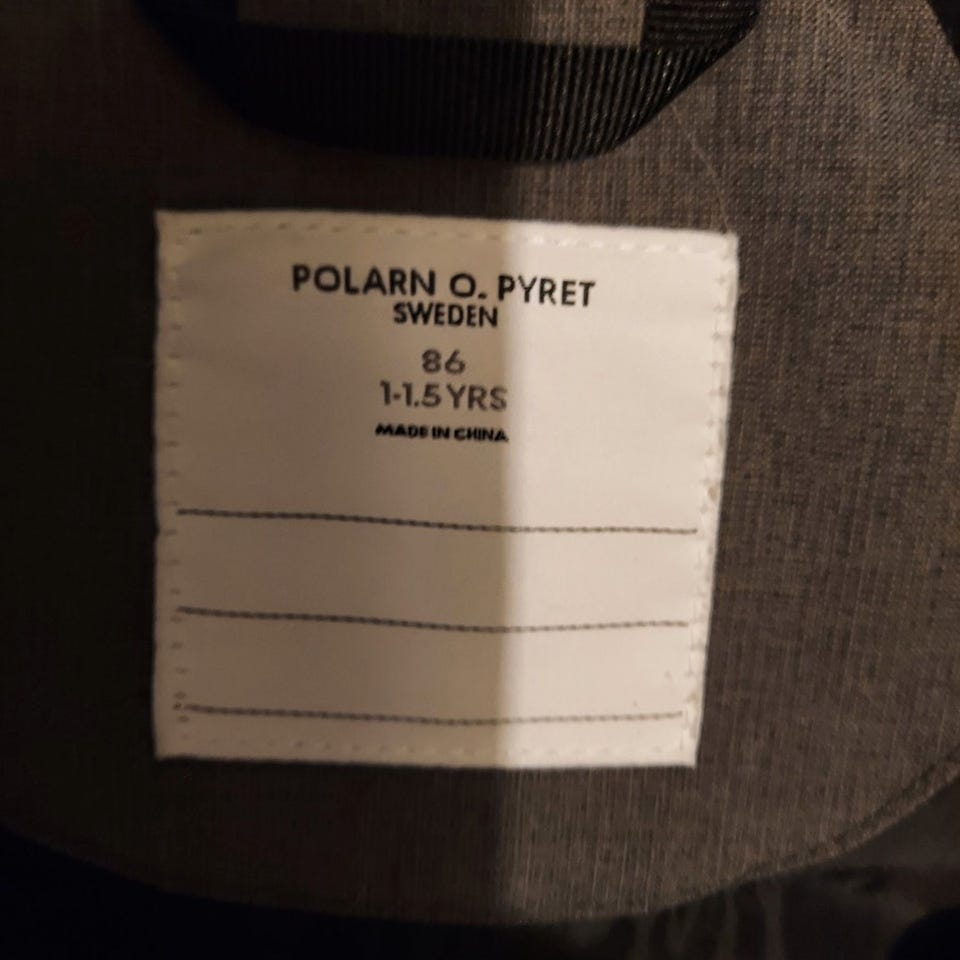 POLARN O. PYRET
SWEDEN
86
1-1.5 YRS
MADE IN CHINA